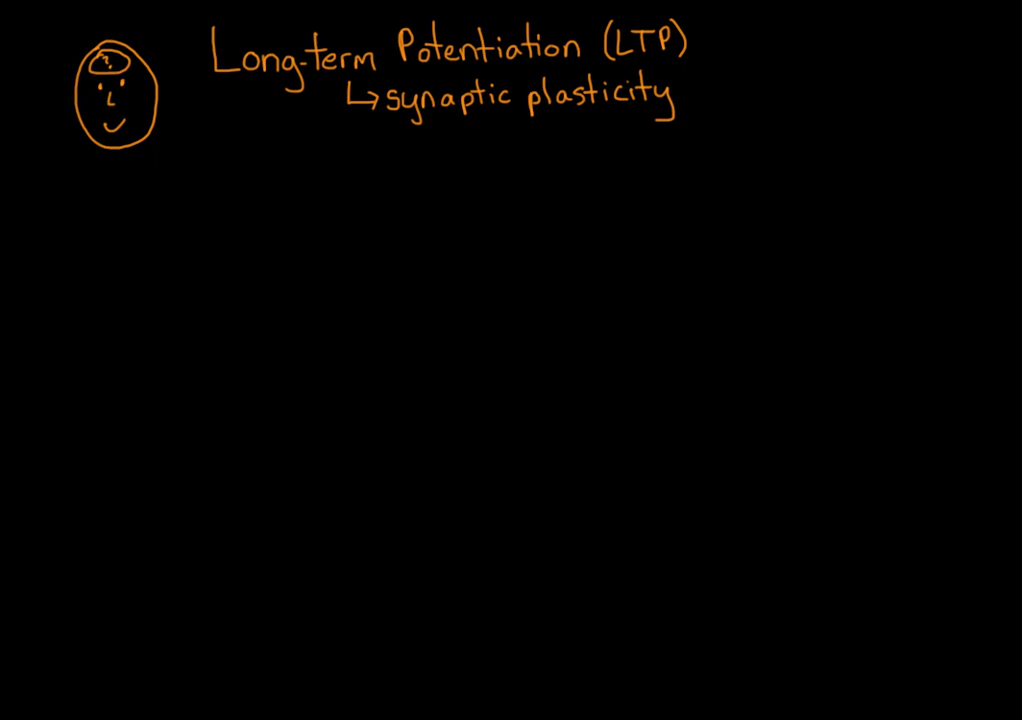 ?
Long-term Potentiation (LTP)
↳ synaptic plasticity